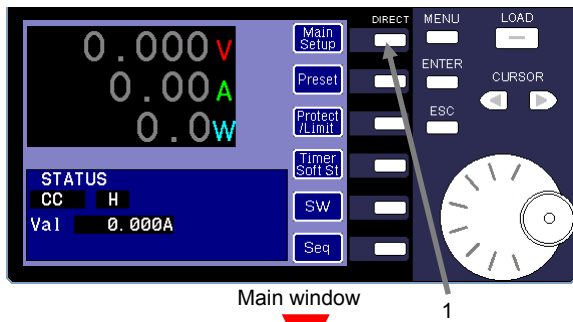 DIRECT MENU LOAD
0.000V
Main Setup
0.00A
Preset
ENTER
CURSOR
0.0W
Protect /Limit
ESC
Timer Soft St
STATUS
CC H
SW
Val 0.000A
Seq
Main window
1